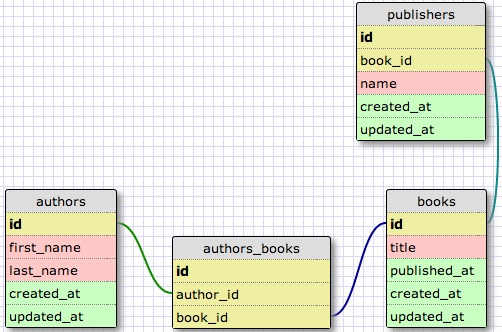 publishers
id
book_id
name
created_at
updated_at
authors
id
first_name
last_name
created_at
updated_at
authors_books
id
author_id
book_id
books
id
title
published_at
created_at
updated_at